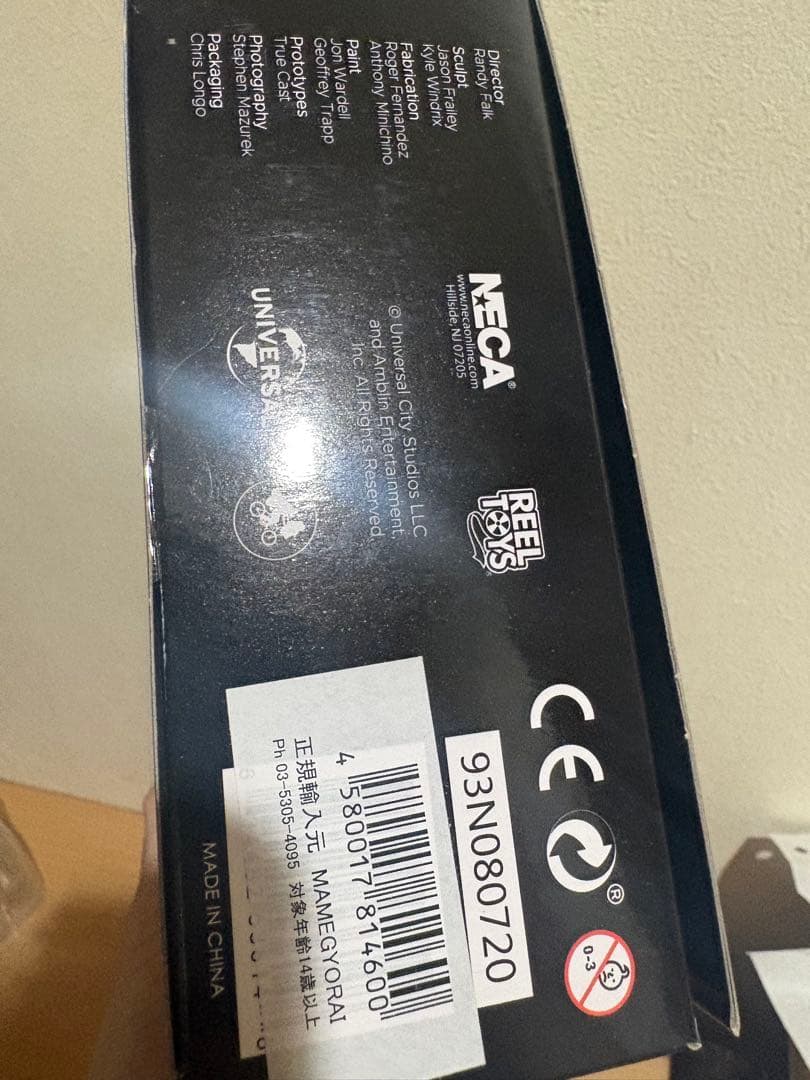 Director
Randy Falk
Sculpt
Jason Frailey
Kyle Windrix
Fabrication
Roger Fernandez
Anthony Minichino
Paint
Jon Wardell
Geoffrey Trapp
Prototypes
True Cast
Photography
Stephen Mazurek
Packaging
Chris Longo
NECA®
www.necaonline.com
Hillside, NJ 07205
© Universal City Studios LLC
and Amblin Entertainment,
Inc. All Rights Reserved.
UNIVERSAL
REEL
TOYS
CE
®
0-3
93N080720
4 580017 814600
正規輸入元 MAMEGYORAI
Ph 03-5305-4095 対象年齢14歳以上
MADE IN CHINA